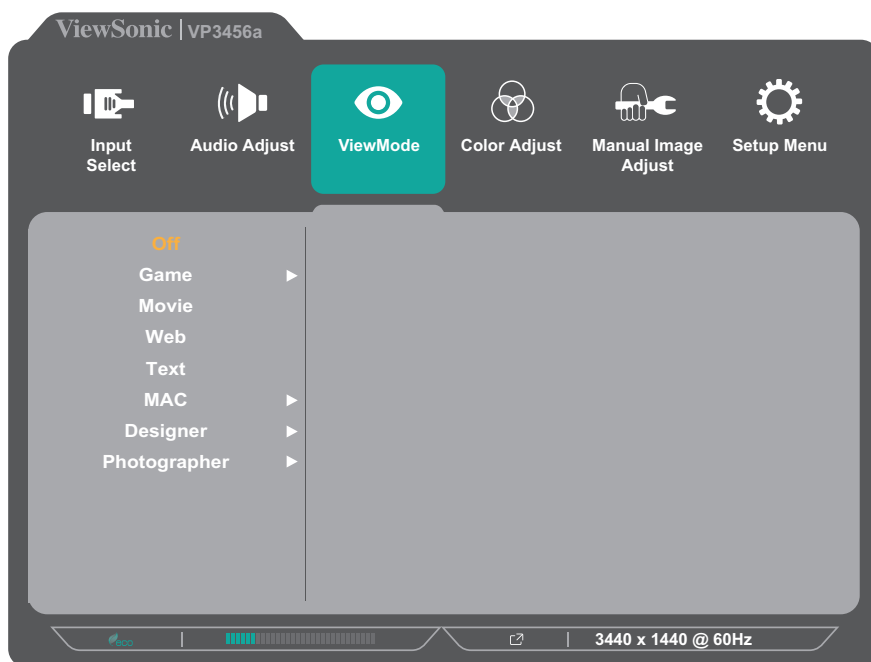 ViewSonic | VP3456a
Input Select
Audio Adjust
ViewMode
Color Adjust
Manual Image Adjust
Setup Menu
Off
Game
Movie
Web
Text
MAC
Designer
Photographer
eco
3440 x 1440 @ 60Hz